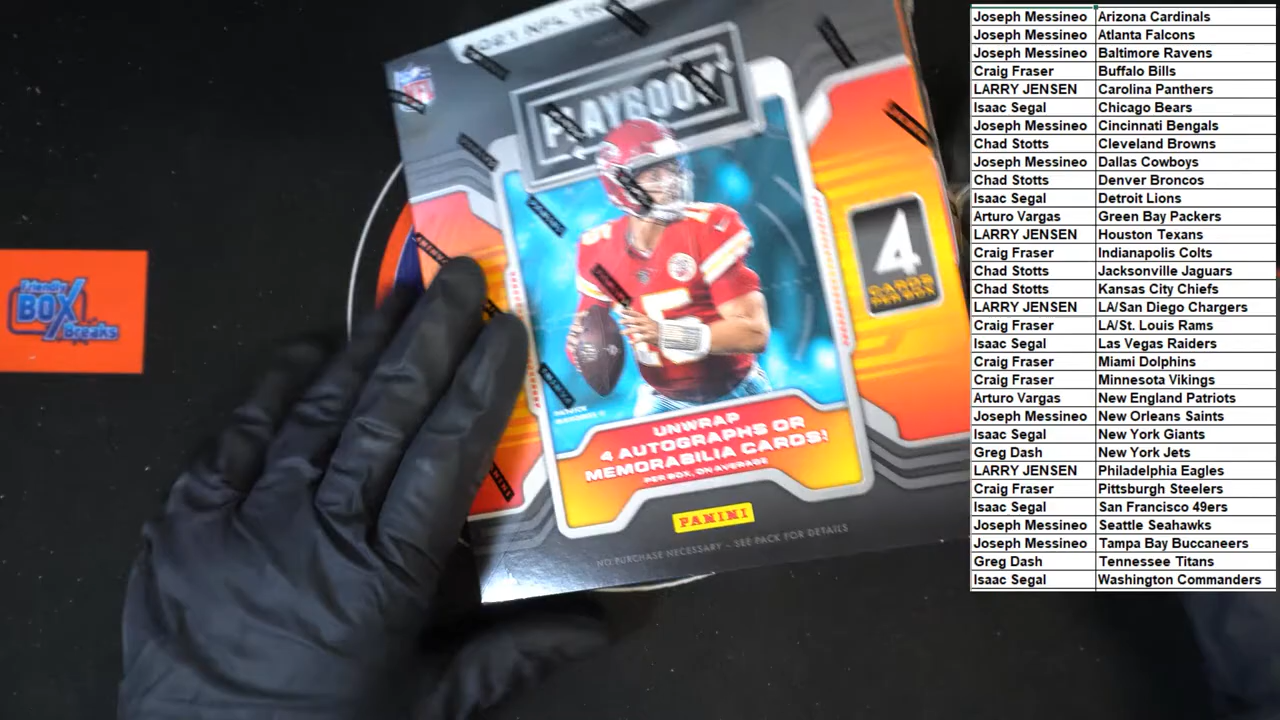 2021 NFL TR
NFL
PLAYBOOK
4
CARDS
PER BOX
UNWRAP
4 AUTOGRAPHS OR
MEMORABILIA CARDS!
PER BOX, ON AVERAGE
PANINI
NO PURCHASE NECESSARY - SEE PACK FOR DETAILS
Friendly
BOX
Breaks
Joseph Messineo Arizona Cardinals
Joseph Messineo Atlanta Falcons
Joseph Messineo Baltimore Ravens
Craig Fraser Buffalo Bills
LARRY JENSEN Carolina Panthers
Isaac Segal Chicago Bears
Joseph Messineo Cincinnati Bengals
Chad Stotts Cleveland Browns
Joseph Messineo Dallas Cowboys
Chad Stotts Denver Broncos
Isaac Segal Detroit Lions
Arturo Vargas Green Bay Packers
LARRY JENSEN Houston Texans
Craig Fraser Indianapolis Colts
Chad Stotts Jacksonville Jaguars
Chad Stotts Kansas City Chiefs
LARRY JENSEN LA/San Diego Chargers
Craig Fraser LA/St. Louis Rams
Isaac Segal Las Vegas Raiders
Craig Fraser Miami Dolphins
Craig Fraser Minnesota Vikings
Arturo Vargas New England Patriots
Joseph Messineo New Orleans Saints
Isaac Segal New York Giants
Greg Dash New York Jets
LARRY JENSEN Philadelphia Eagles
Craig Fraser Pittsburgh Steelers
Isaac Segal San Francisco 49ers
Joseph Messineo Seattle Seahawks
Joseph Messineo Tampa Bay Buccaneers
Greg Dash Tennessee Titans
Isaac Segal Washington Commanders